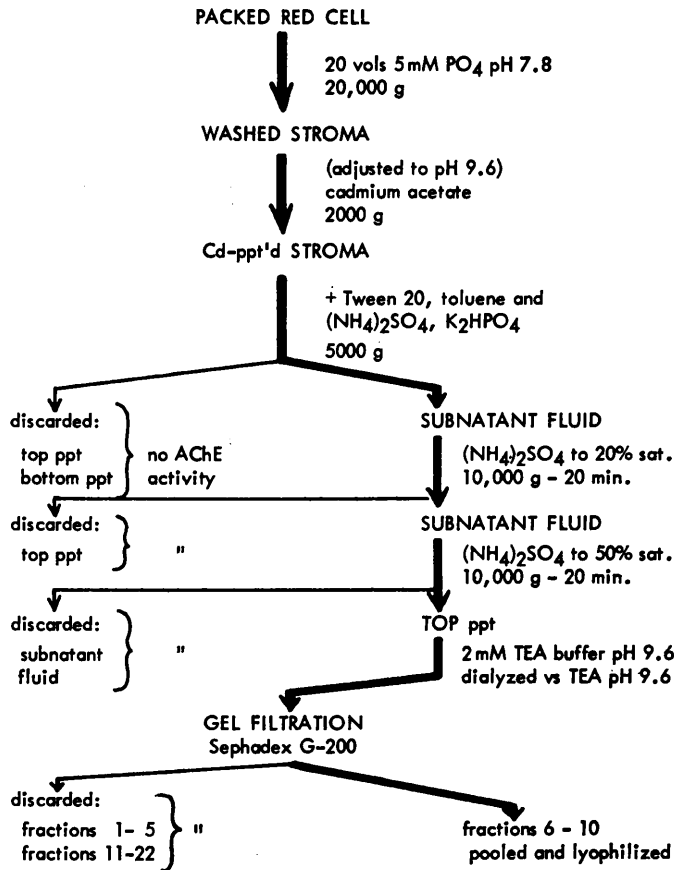 PACKED RED CELL
20 vols 5mM PO4 pH 7.8
20,000 g
WASHED STROMA
(adjusted to pH 9.6)
cadmium acetate
2000 g
Cd-ppt'd STROMA
+ Tween 20, toluene and
(NH4)2SO4, K2HPO4
5000 g
discarded:
top ppt
bottom ppt
no AChE
activity
SUBNATANT FLUID
(NH4)2SO4 to 20% sat.
10,000 g - 20 min.
discarded:
top ppt
"
SUBNATANT FLUID
(NH4)2SO4 to 50% sat.
10,000 g - 20 min.
discarded:
subnatant
fluid
"
TOP ppt
2mM TEA buffer pH 9.6
dialyzed vs TEA pH 9.6
GEL FILTRATION
Sephadex G-200
discarded:
fractions 1- 5
fractions 11-22
"
fractions 6 - 10
pooled and lyophilized